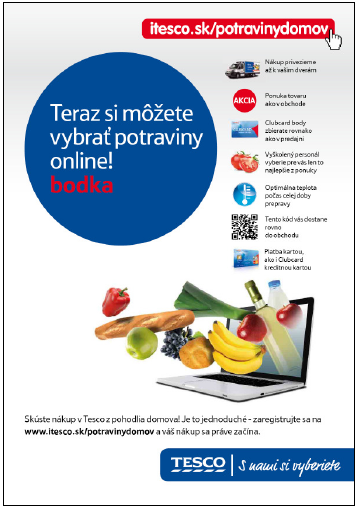 itesco.sk/potravinydomov
Teraz si môžete
vybrať potraviny
online!
bodka
Nákup privezieme
až k vašim dverám
AKCIA
Ponuka tovaru
ako v obchode
Clubcard body
zbierate rovnako
ako v predajni
Vyškolený personál
vyberie pre vás len to
najlepšie z ponuky
Optimálna teplota
počas celej doby
prepravy
Tento kód vás dostane
rovno
do obchodu
Platba kartou,
ako i Clubcard
kreditnou kartou
Skúste nákup v Tesco z pohodlia domova! Je to jednoduché - zaregistrujte sa na
www.itesco.sk/potravinydomov a váš nákup sa práve začína.
TESCO S nami si vyberiete